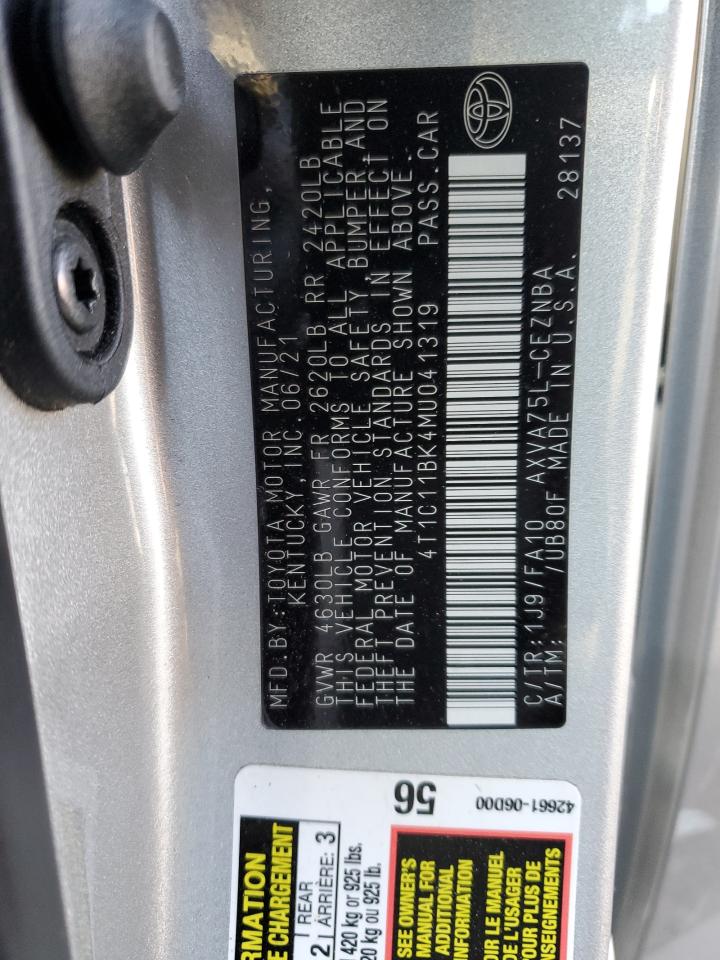 MFD.BY:TOYOTA MOTOR MANUFACTURING,
KENTUCKY, INC. 06/21
GVWR 4630LB GAWR FR 2620LB RR 2420LB
THIS VEHICLE CONFORMS TO ALL APPLICABLE
FEDERAL MOTOR VEHICLE SAFETY, BUMPER, AND
THEFT PREVENTION STANDARDS IN EFFECT ON
THE DATE OF MANUFACTURE SHOWN ABOVE.
4T1C11BK4MU041319 PASS.CAR
C/TR:1J9/FA10 AXVA75L-CEZNBA
A/TM: /UB80F MADE IN U.S.A. 28137
56
42661-06D00
RMATION
E CHARGEMENT
2 REAR
ARRIÈRE: 3
420 kg or 925 lbs.
20 kg ou 925 lb.
SEE OWNER'S
MANUAL FOR
ADDITIONAL
IR LE MANUEL
DE L'USAGER
POUR PLUS DE
NSEIGNEMENTS